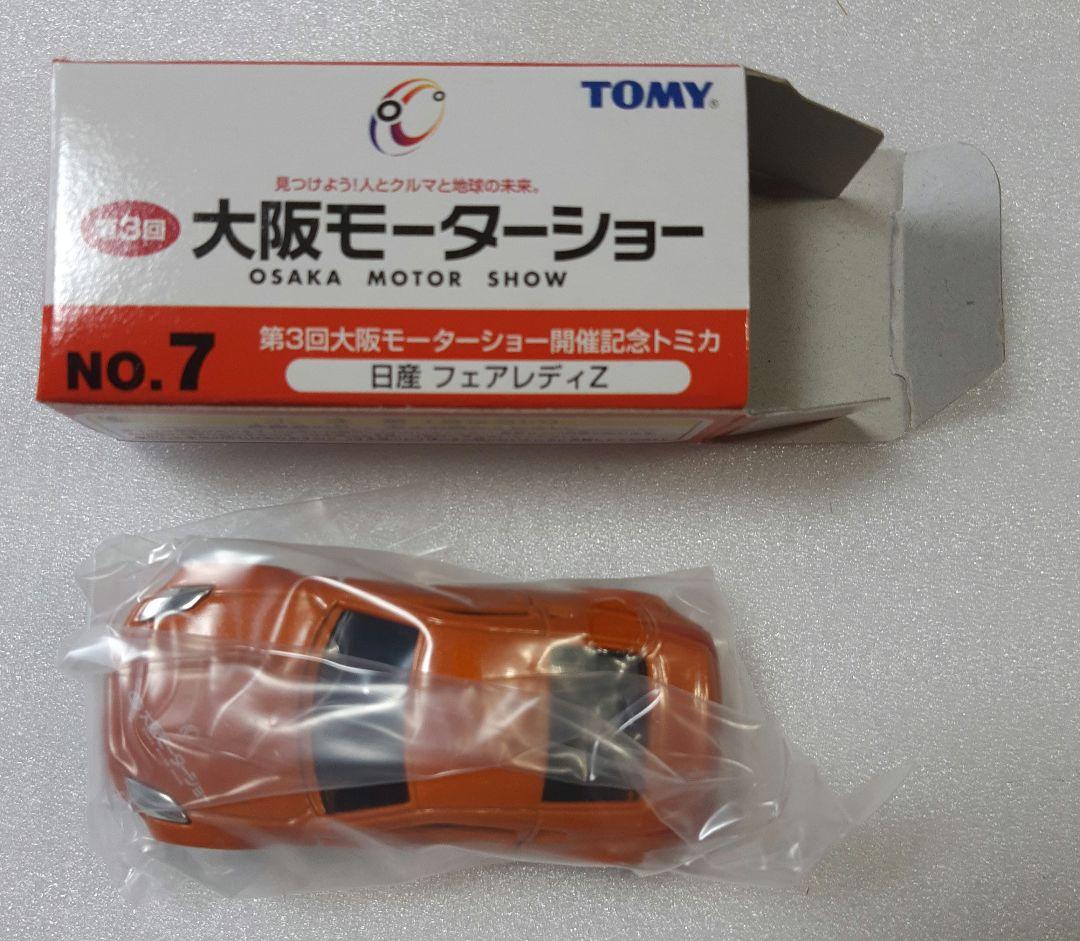 TOMY
見つけよう!人とクルマと地球の未来。
第3回 大阪モーターショー
OSAKA MOTOR SHOW
第3回大阪モーターショー開催記念トミカ
NO.7
日産 フェアレディZ